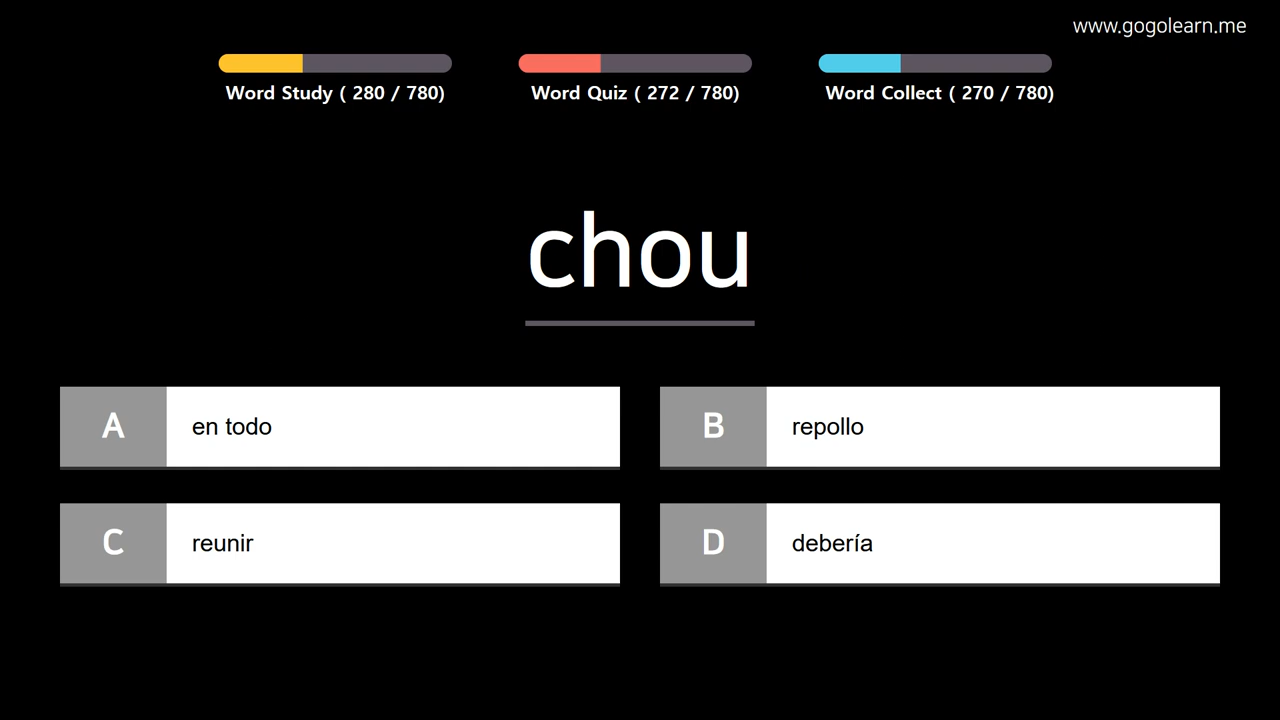 www.gogolearn.me
Word Study ( 280 / 780)
Word Quiz ( 272 / 780)
Word Collect ( 270 / 780)
chou
A en todo
B repollo
C reunir
D debería